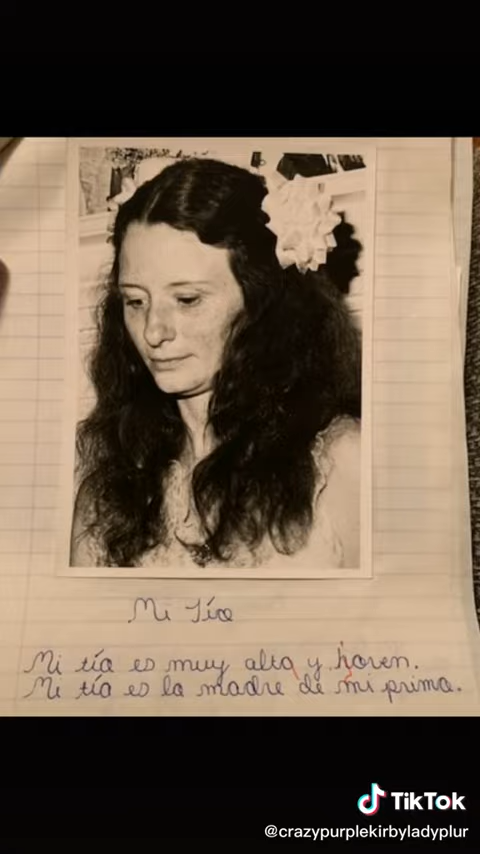 Mi Tía
Mi tía es muy alta y joven.
Mi tía es la madre de mi prima.
TikTok
@crazypurplekirbyladyplur